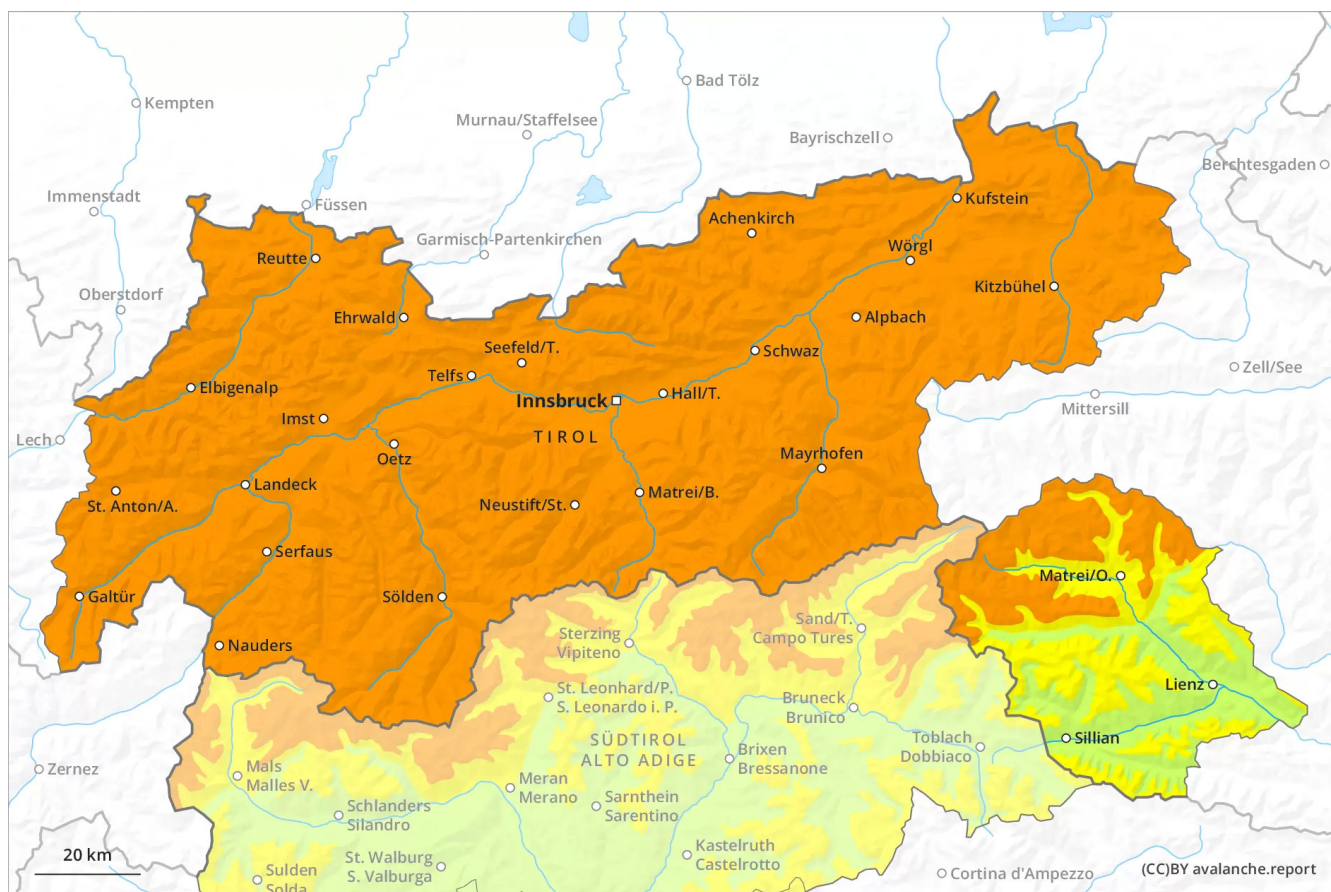 Kempten
Bad Tölz
Murnau/Staffelsee
Bayrischzell
Berchtesgaden
Immenstadt
Füssen
Kufstein
Achenkirch
Garmisch-Partenkirchen
Wörgl
Reutte
Kitzbühel
Oberstdorf
Ehrwald
Alpbach
Seefeld/T.
Schwaz
Telfs
Zell/See
Elbigenalp
Innsbruck
Hall/T.
Mittersill
Imst
TIROL
Lech
Oetz
Mayrhofen
Landeck
St. Anton/A.
Neustift/St.
Matrei/B.
Serfaus
Matrei/O.
Galtür
Sölden
Sterzing
Vipiteno
Sand/T.
Campo Tures
Nauders
Lienz
St. Leonhard/P.
S. Leonardo i. P.
Bruneck
Brunico
SÜDTIROL
ALTO ADIGE
Toblach
Dobbiaco
Sillian
Brixen
Bressanone
Zernez
Mals
Malles V.
Meran
Merano
Sarnthein
Sarentino
Schlanders
Silandro
Kastelruth
Castelrotto
20 km
St. Walburg
S. Valburga
Sulden
Solda
Cortina d'Ampezzo
(CC)BY avalanche.report